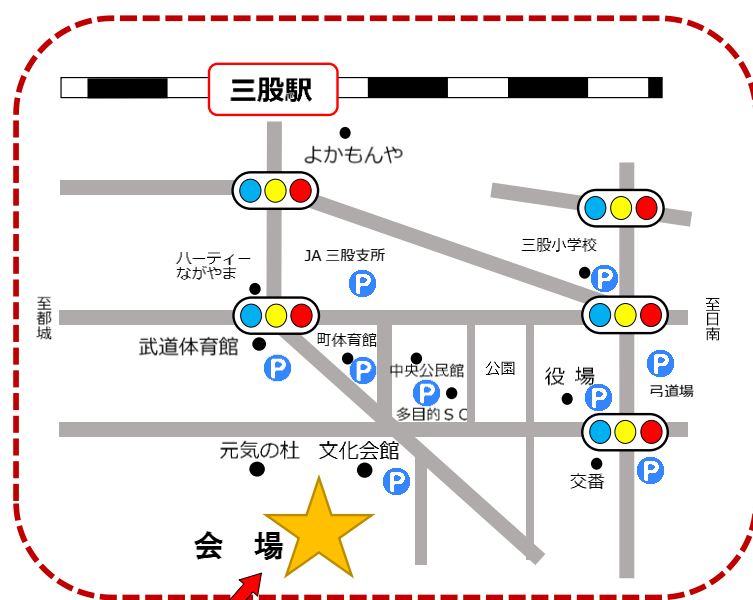 三股駅
よかもんや
三股小学校
P
JA 三股支所
P
ハーティー
ながやま
至都城
至日南
武道体育館
P
町体育館
P
中央公民館
P
多目的ＳＣ
公園
役 場
P
P
弓道場
元気の杜
文化会館
P
交番
P
会 場